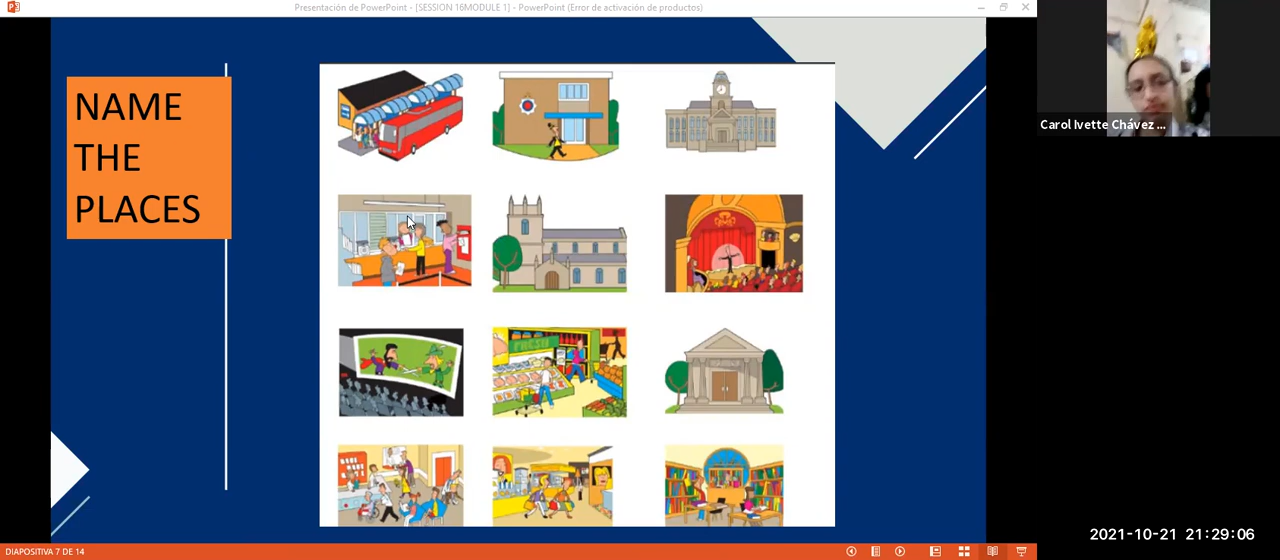 Presentación de PowerPoint - [SESSION 16MODULE 1] - PowerPoint (Error de activación de productos)
NAME
THE
PLACES
FRESH
Carol Ivette Chávez ...
2021-10-21 21:29:06
DIAPOSITIVA 7 DE 14